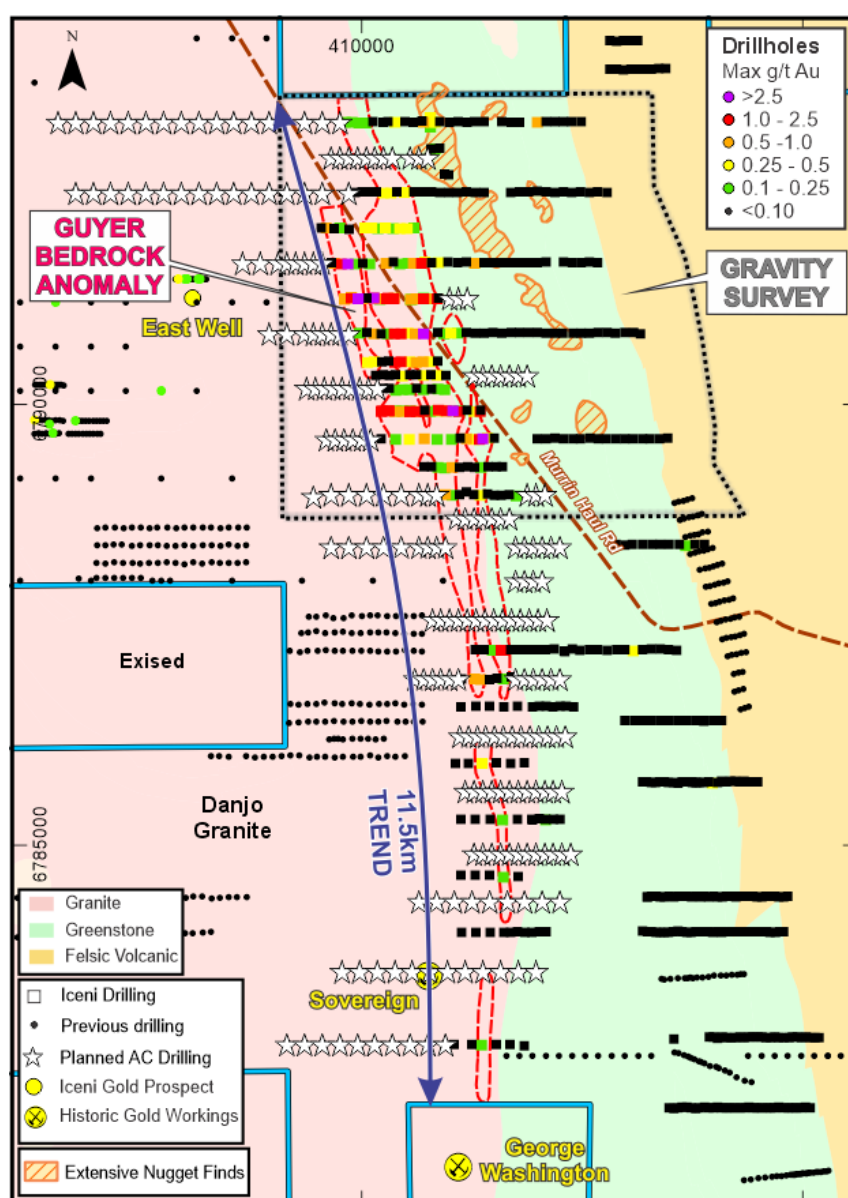 N
410000
Drillholes
Max g/t Au
>2.5
1.0 - 2.5
0.5 -1.0
0.25 - 0.5
0.1 - 0.25
<0.10
GUYER
BEDROCK
ANOMALY
GRAVITY
SURVEY
East Well
6790000
Murrin Haul Rd
Exised
11.5km
TREND
Danjo
Granite
6785000
Granite
Greenstone
Felsic Volcanic
Sovereign
Iceni Drilling
Previous drilling
Planned AC Drilling
Iceni Gold Prospect
Historic Gold Workings
Extensive Nugget Finds
George
Washington